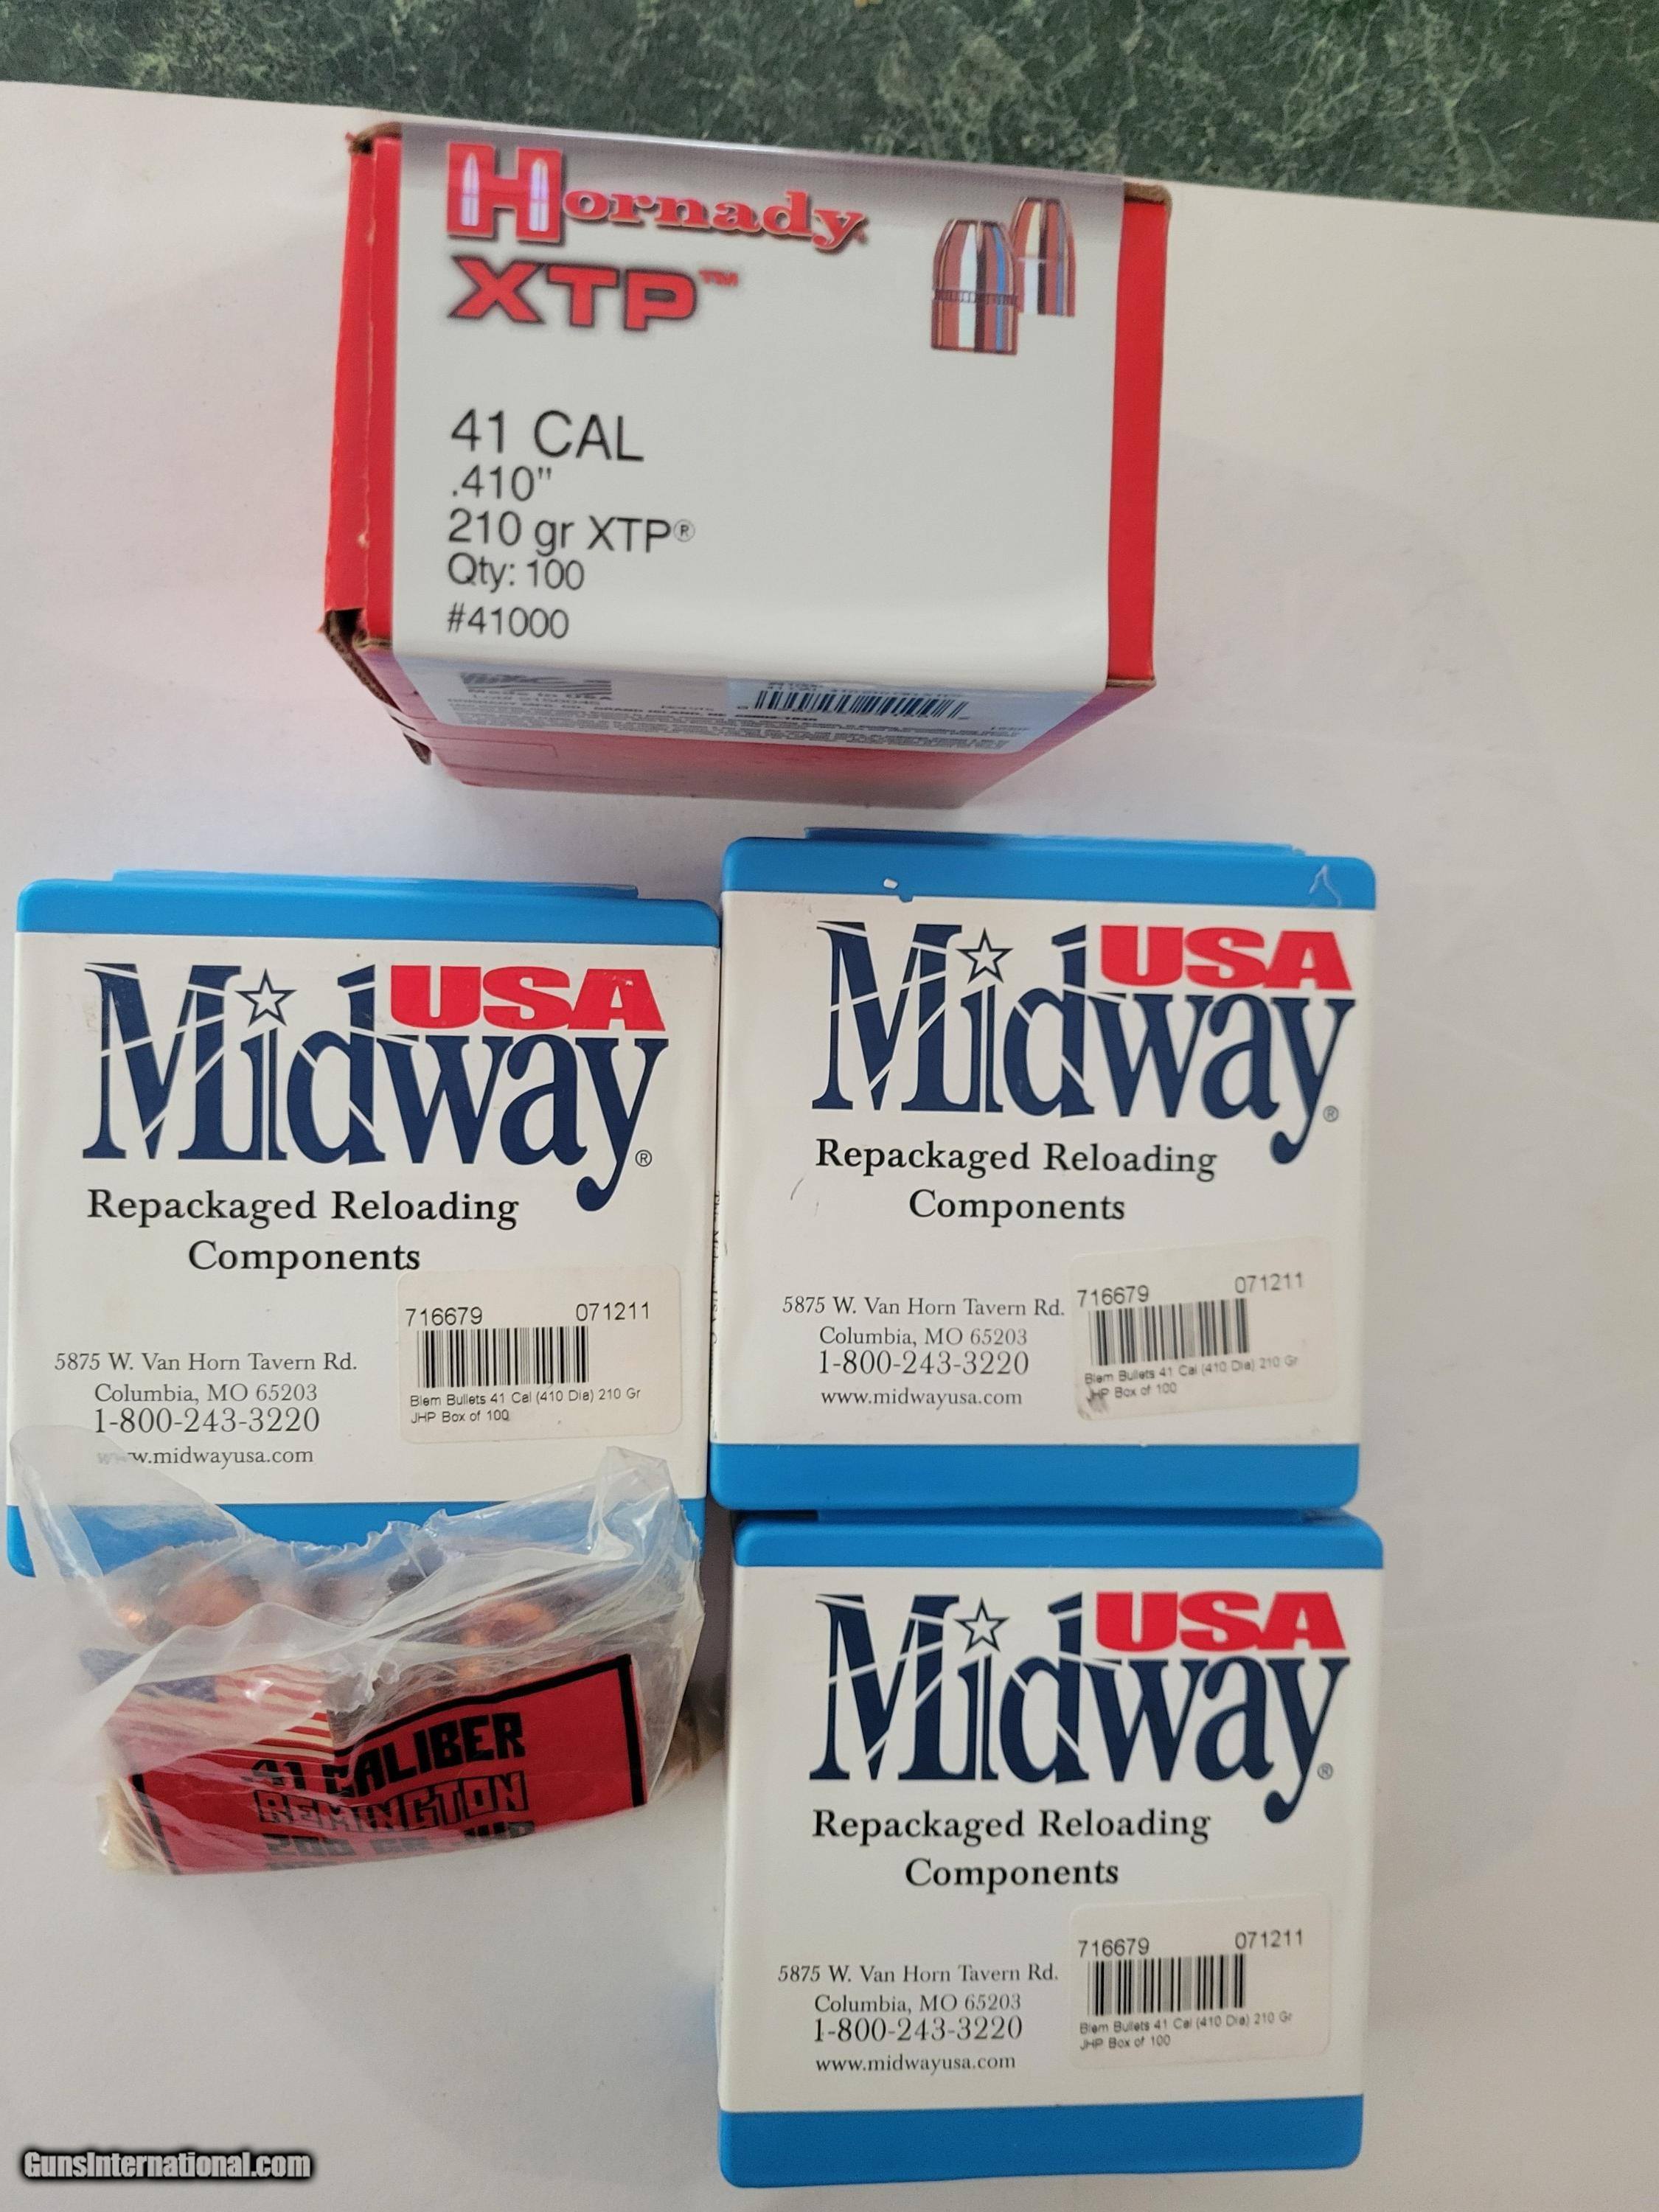 Hornady
XTP™
41 CAL
.410"
210 gr XTP®
Qty: 100
#41000
Made in USA
USA
Midway®
Repackaged Reloading
Components
716679 071211
5875 W. Van Horn Tavern Rd.
Columbia, MO 65203
1-800-243-3220
www.midwayusa.com
Blem Bullets 41 Cal (410 Dia) 210 Gr
JHP Box of 100
USA
Midway®
Repackaged Reloading
Components
716679 071211
5875 W. Van Horn Tavern Rd.
Columbia, MO 65203
1-800-243-3220
www.midwayusa.com
Blem Bullets 41 Cal (410 Dia) 210 Gr
JHP Box of 100
41 CALIBER
REMINGTON
200 GR JHP
USA
Midway®
Repackaged Reloading
Components
716679 071211
5875 W. Van Horn Tavern Rd.
Columbia, MO 65203
1-800-243-3220
www.midwayusa.com
Blem Bullets 41 Cal (410 Dia) 210 Gr
JHP Box of 100
GunsInternational.com